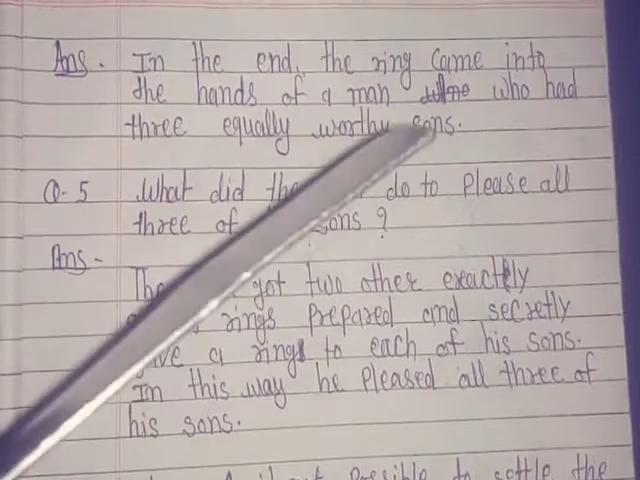 Ans. In the end, the ring came into
the hands of a man who had
three equally worthy sons.
Q.5 What did the do to please all
three of sons ?
Ans- got two other exactly
rings prepared and secretly
a rings to each of his sons.
In this way he pleased all three of
his sons.
possible to settle the